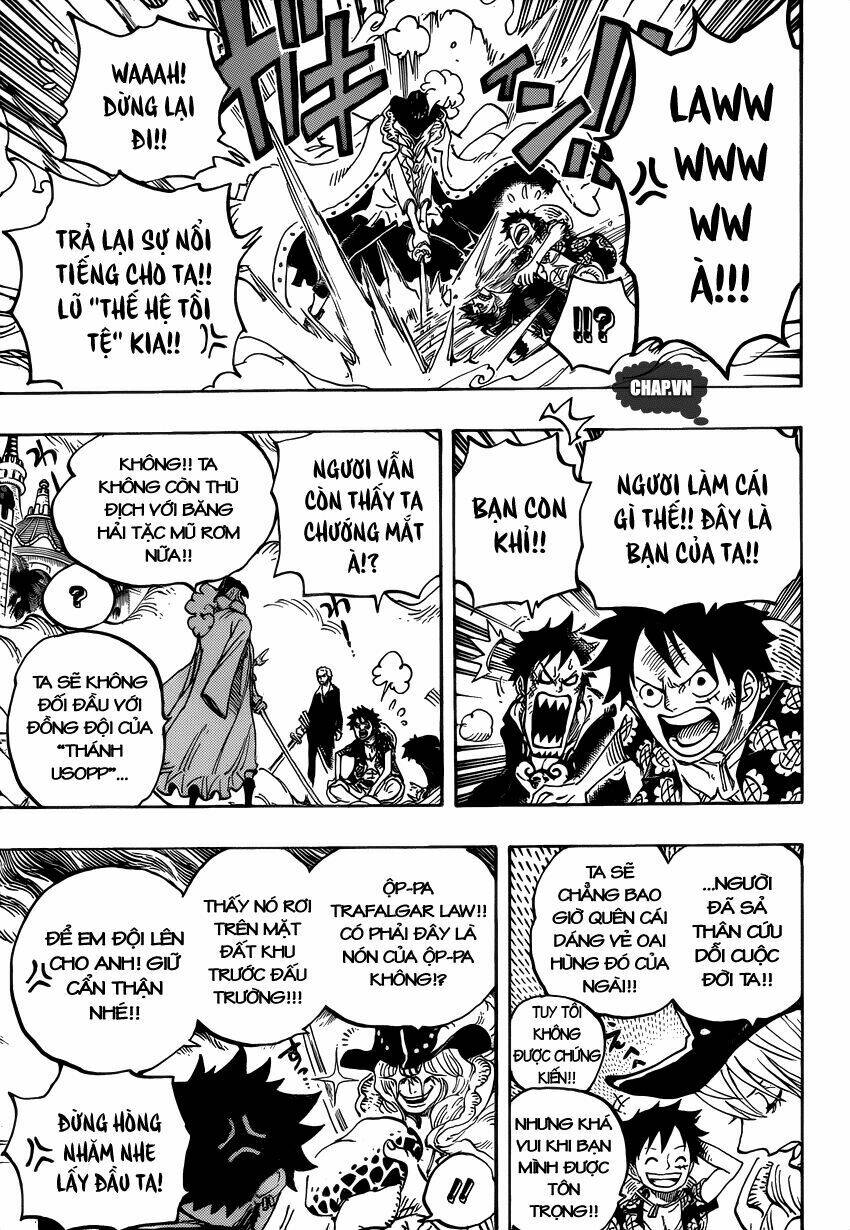 LAWW
WWW
WW
À!!!
!!?
WAAAH!
DỪNG LẠI
ĐI!!
TRẢ LẠI SỰ NỔI
TIẾNG CHO TA!!
LŨ "THẾ HỆ TỒI
TỆ" KIA!!
CHAP.VN
NGƯƠI LÀM CÁI
GÌ THẾ!! ĐÂY LÀ
BẠN CỦA TA!!
BẠN CON
KHỈ!!
NGƯƠI VẪN
CÒN THẤY TA
CHƯỚNG MẮT
À!?
KHÔNG!! TA
KHÔNG CÒN THÙ
ĐỊCH VỚI BĂNG
HẢI TẶC MŨ RƠM
NỮA!!
?
TA SẼ KHÔNG
ĐỐI ĐẦU VỚI
ĐỒNG ĐỘI CỦA
"THÁNH
USOPP"...
...NGƯỜI
ĐÃ SẢ
THÂN CỨU
DỖI CUỘC
ĐỜI TA!!
TA SẼ
CHẲNG BAO
GIỜ QUÊN CÁI
DÁNG VẺ OAI
HÙNG ĐÓ CỦA
NGÀI!!
TUY TÔI
KHÔNG
ĐƯỢC CHỨNG
KIẾN!!
NHƯNG KHÁ
VUI KHI BẠN
MÌNH ĐƯỢC
TÔN
TRỌNG!!
ỘP-PA
TRAFALGAR LAW!!
CÓ PHẢI ĐÂY LÀ
NÓN CỦA ỘP-PA
KHÔNG!?
THẤY NÓ RƠI
TRÊN MẶT
ĐẤT KHU
TRƯỚC ĐẤU
TRƯỜNG!!!
ĐỂ EM ĐỘI LÊN
CHO ANH! GIỮ
CẨN THẬN
NHÉ!!
ĐỪNG HÒNG
NHĂM NHE
LẤY ĐẦU TA!
!!